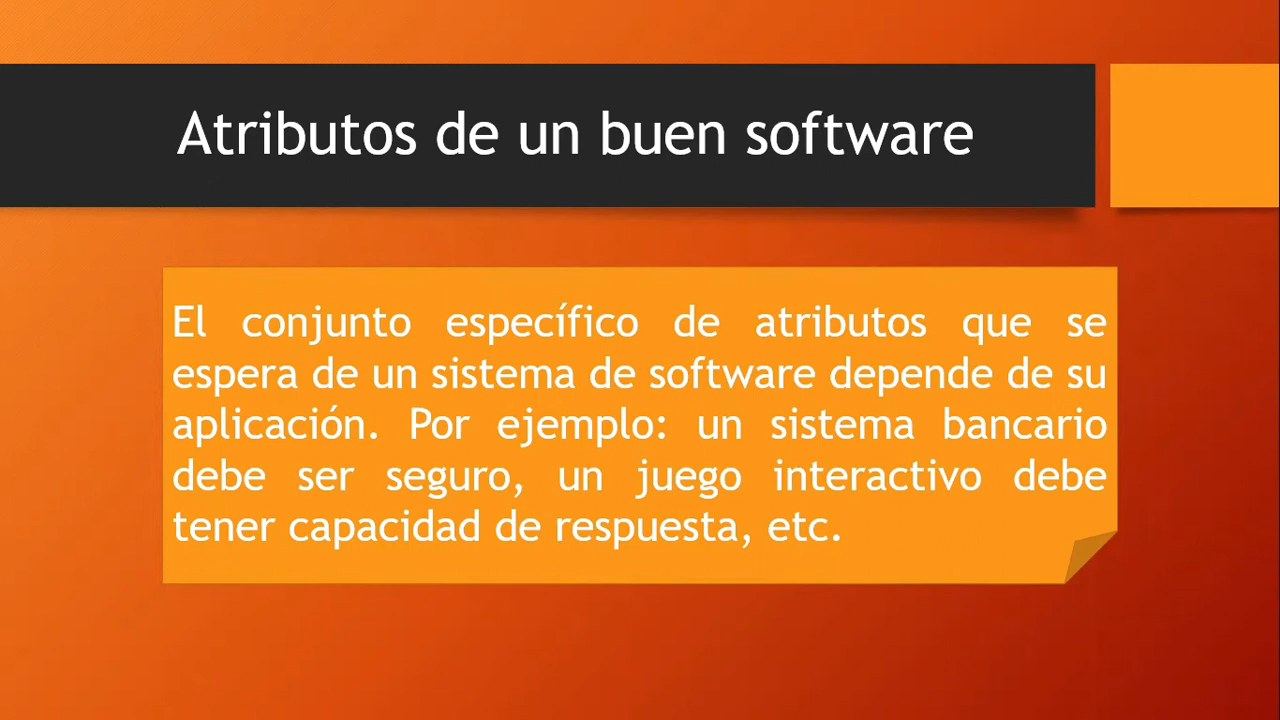 Atributos de un buen software
El conjunto específico de atributos que se
espera de un sistema de software depende de su
aplicación. Por ejemplo: un sistema bancario
debe ser seguro, un juego interactivo debe
tener capacidad de respuesta, etc.